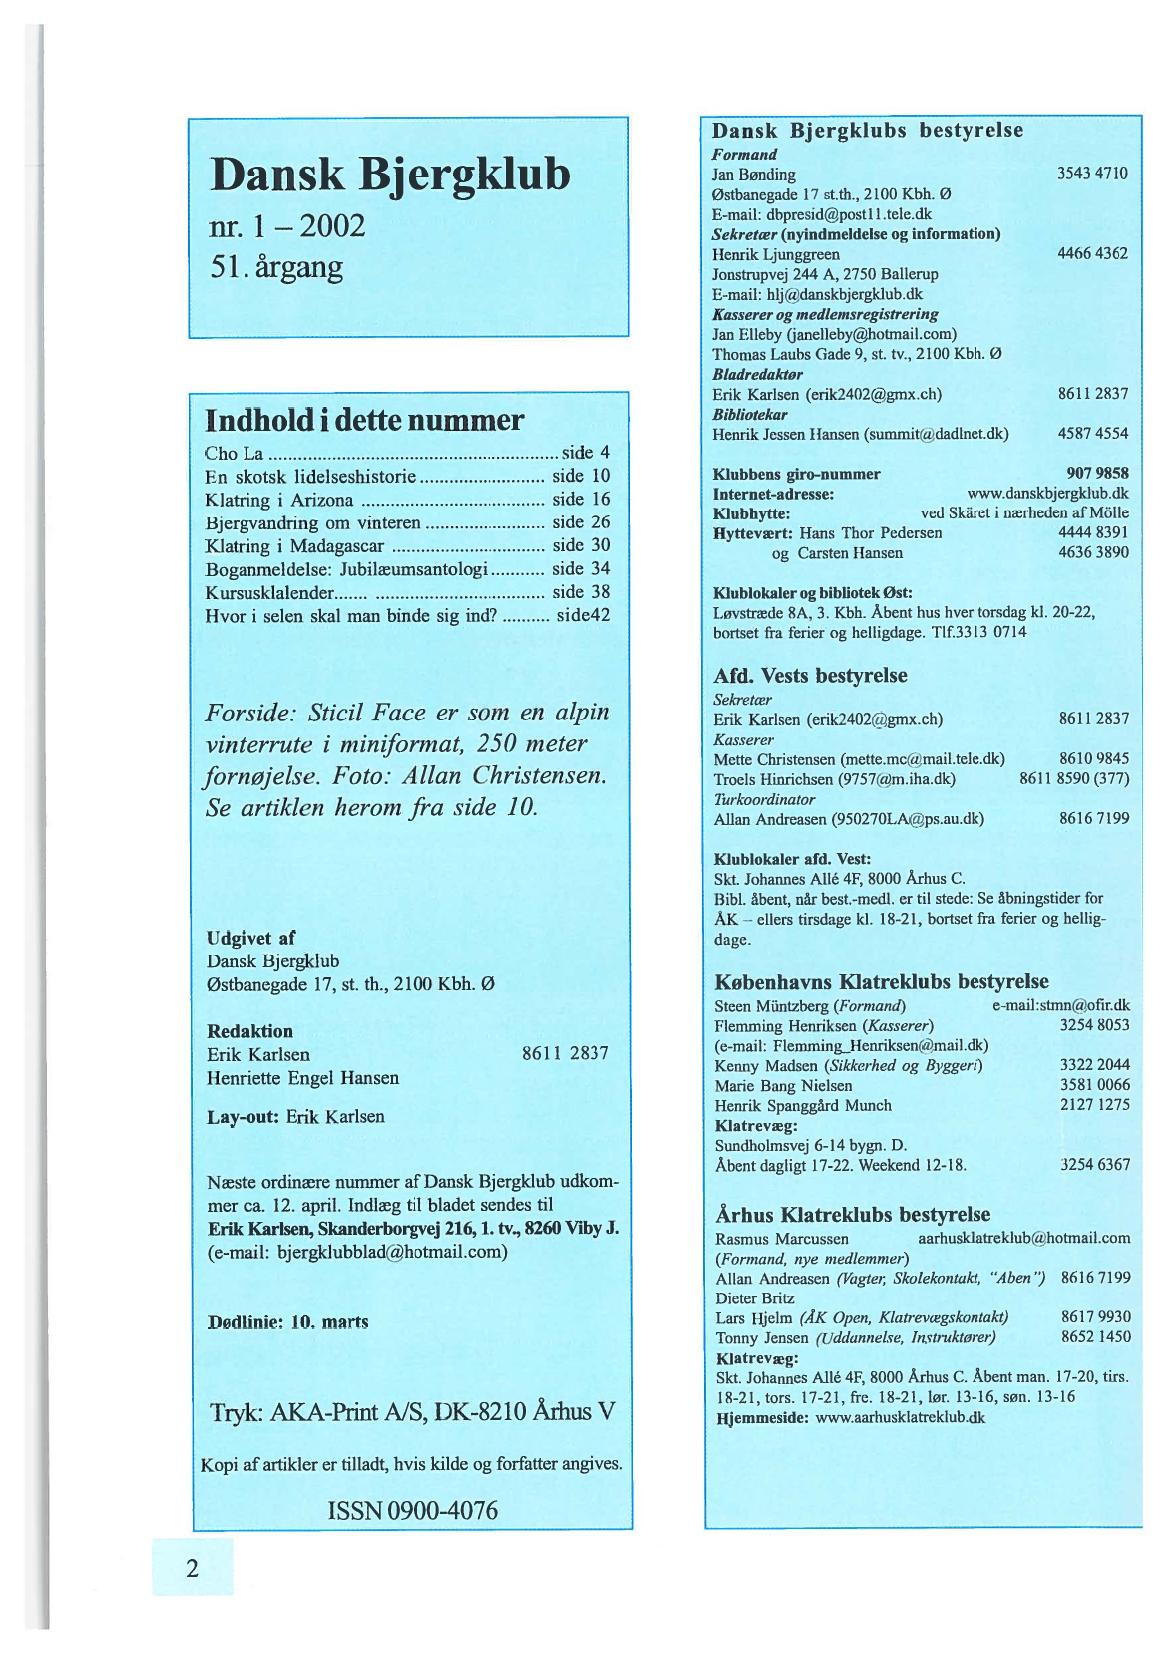 Dansk Bjergklub
nr. 1 – 2002
51. årgang
Indhold i dette nummer
Cho La ........................................................ side 4
En skotsk lidelseshistorie ........................ side 10
Klatring i Arizona ................................... side 16
Bjergvandring om vinteren ....................... side 26
Klatring i Madagascar ............................. side 30
Boganmeldelse: Jubilæumsantologi ........... side 34
Kursusklalender....... ................................ side 38
Hvor i selen skal man binde sig ind? .......... side42
Forside: Sticil Face er som en alpin
vinterrute i miniformat, 250 meter
fornøjelse. Foto: Allan Christensen.
Se artiklen herom fra side 10.
Udgivet af
Dansk Bjergklub
Østbanegade 17, st. th., 2100 Kbh. Ø
Redaktion
Erik Karlsen 8611 2837
Henriette Engel Hansen
Lay-out: Erik Karlsen
Næste ordinære nummer af Dansk Bjergklub udkom-
mer ca. 12. april. Indlæg til bladet sendes til
Erik Karlsen, Skanderborgvej 216, 1. tv., 8260 Viby J.
(e-mail: bjergklubblad@hotmail.com)
Dødlinie: 10. marts
Tryk: AKA-Print A/S, DK-8210 Århus V
Kopi af artikler er tilladt, hvis kilde og forfatter angives.
ISSN 0900-4076
2
Dansk Bjergklubs bestyrelse
Formand
Jan Bønding 3543 4710
Østbanegade 17 st.th., 2100 Kbh. Ø
E-mail: dbpresid@post11.tele.dk
Sekretær (nyindmeldelse og information)
Henrik Ljunggreen 4466 4362
Jonstrupvej 244 A, 2750 Ballerup
E-mail: hlj@danskbjergklub.dk
Kasserer og medlemsregistrering
Jan Elleby (janelleby@hotmail.com)
Thomas Laubs Gade 9, st. tv., 2100 Kbh. Ø
Bladredaktør
Erik Karlsen (erik2402@gmx.ch) 8611 2837
Bibliotekar
Henrik Jessen Hansen (summit@dadlnet.dk) 4587 4554
Klubbens giro-nummer 907 9858
Internet-adresse: www.danskbjergklub.dk
Klubhytte: ved Skäret i nærheden af Mölle
Hyttevært: Hans Thor Pedersen 4444 8391
og Carsten Hansen 4636 3890
Klublokaler og bibliotek Øst:
Løvstræde 8A, 3. Kbh. Åbent hus hver torsdag kl. 20-22,
bortset fra ferier og helligdage. Tlf.3313 0714
Afd. Vests bestyrelse
Sekretær
Erik Karlsen (erik2402@gmx.ch) 8611 2837
Kasserer
Mette Christensen (mette.mc@mail.tele.dk) 8610 9845
Troels Hinrichsen (9757@m.iha.dk) 8611 8590 (377)
Turkoordinator
Allan Andreasen (950270LA@ps.au.dk) 8616 7199
Klublokaler afd. Vest:
Skt. Johannes Allé 4F, 8000 Århus C.
Bibl. åbent, når best.-medl. er til stede: Se åbningstider for
ÅK – ellers tirsdage kl. 18-21, bortset fra ferier og hellig-
dage.
Københavns Klatreklubs bestyrelse
Steen Müntzberg (Formand) e-mail:stmn@ofir.dk
Flemming Henriksen (Kasserer) 3254 8053
(e-mail: Flemming_Henriksen@mail.dk)
Kenny Madsen (Sikkerhed og Byggeri) 3322 2044
Marie Bang Nielsen 3581 0066
Henrik Spanggård Munch 2127 1275
Klatrevæg:
Sundholmsvej 6-14 bygn. D.
Åbent dagligt 17-22. Weekend 12-18. 3254 6367
Århus Klatreklubs bestyrelse
Rasmus Marcussen aarhusklatreklub@hotmail.com
(Formand, nye medlemmer)
Allan Andreasen (Vagter, Skolekontakt, "Aben") 8616 7199
Dieter Britz
Lars Hjelm (ÅK Open, Klatrevægskontakt) 8617 9930
Tonny Jensen (Uddannelse, Instruktører) 8652 1450
Klatrevæg:
Skt. Johannes Allé 4F, 8000 Århus C. Åbent man. 17-20, tirs.
18-21, tors. 17-21, fre. 18-21, lør. 13-16, søn. 13-16
Hjemmeside: www.aarhusklatreklub.dk